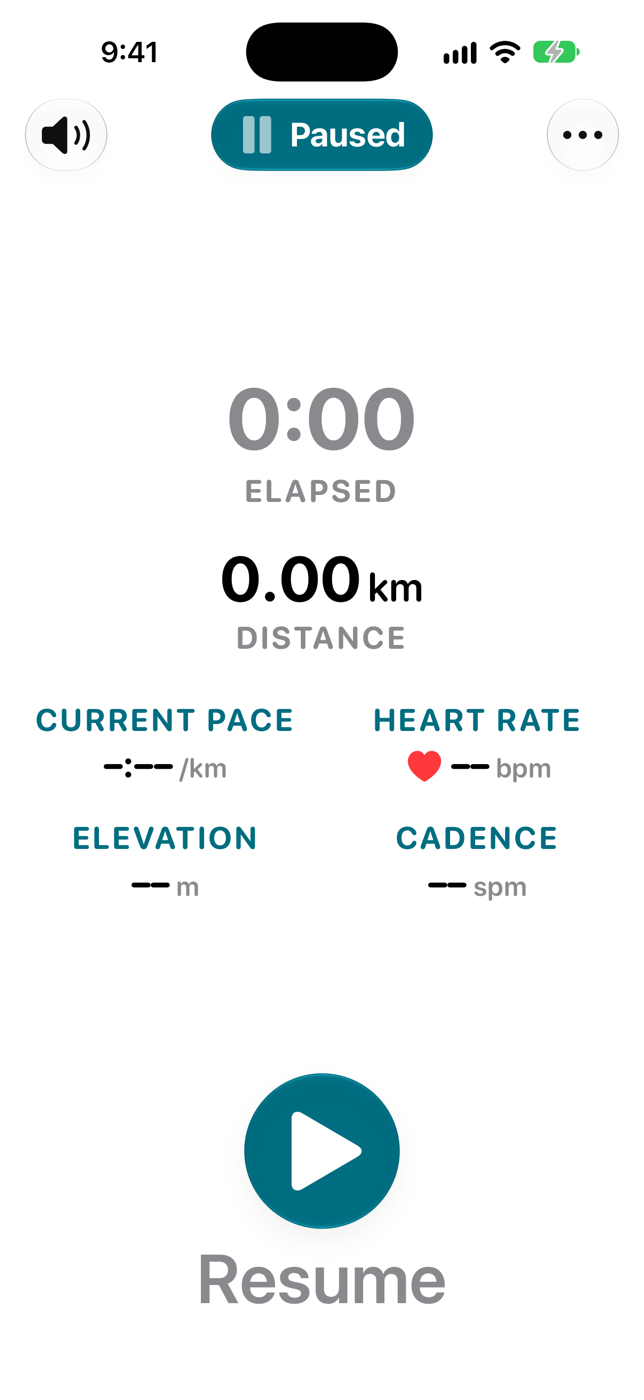 9:41
Paused
0:00
ELAPSED
0.00 km
DISTANCE
CURRENT PACE
-:-- /km
HEART RATE
-- bpm
ELEVATION
-- m
CADENCE
-- spm
Resume